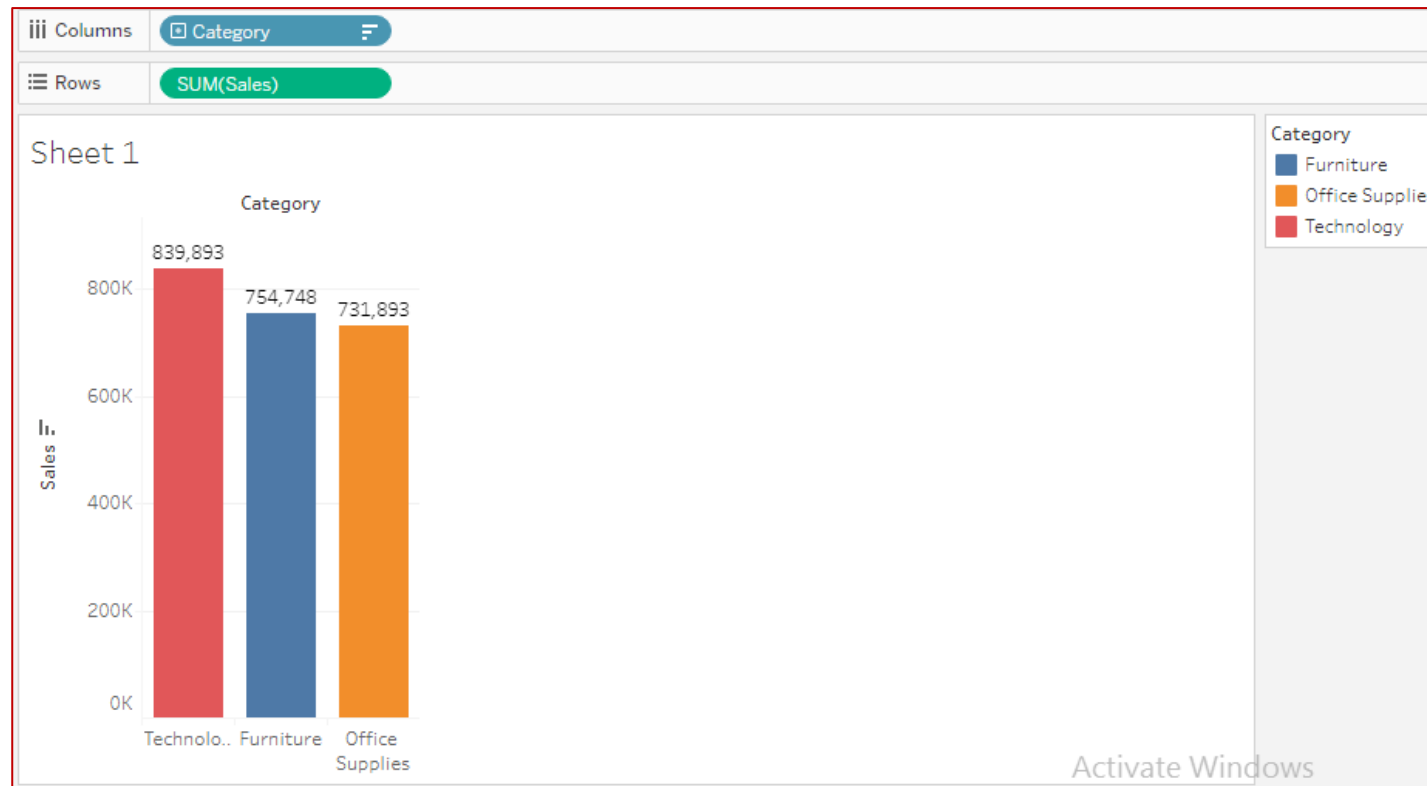 Columns
Category
Rows
SUM(Sales)
Sheet 1
Category
839,893
754,748
731,893
800K
600K
400K
200K
0K
Sales
Technolo.. Furniture Office
Supplies
Category
Furniture
Office Supplie
Technology
Activate Windows